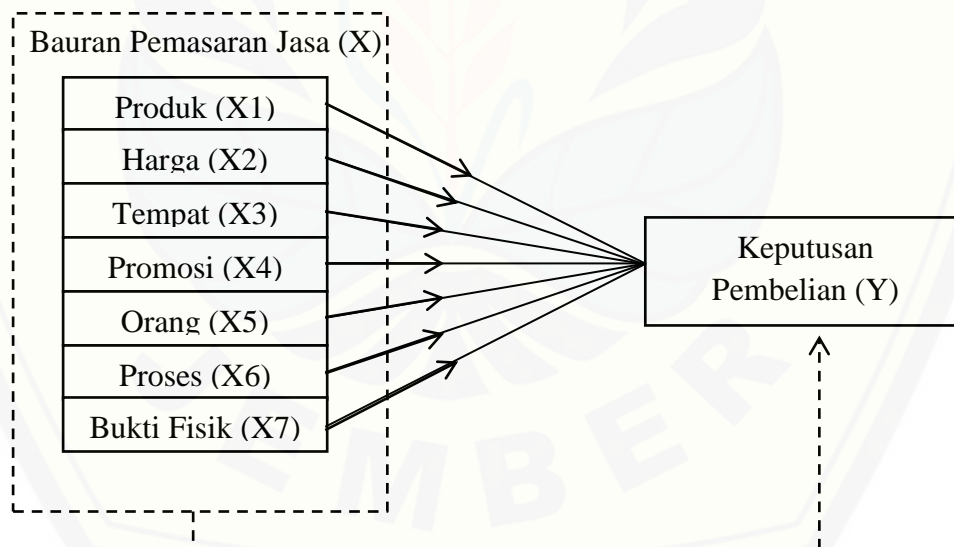 Bauran Pemasaran Jasa (X)
Produk (X1)
Harga (X2)
Tempat (X3)
Promosi (X4)
Orang (X5)
Proses (X6)
Bukti Fisik (X7)
Keputusan
Pembelian (Y)
JEMBER